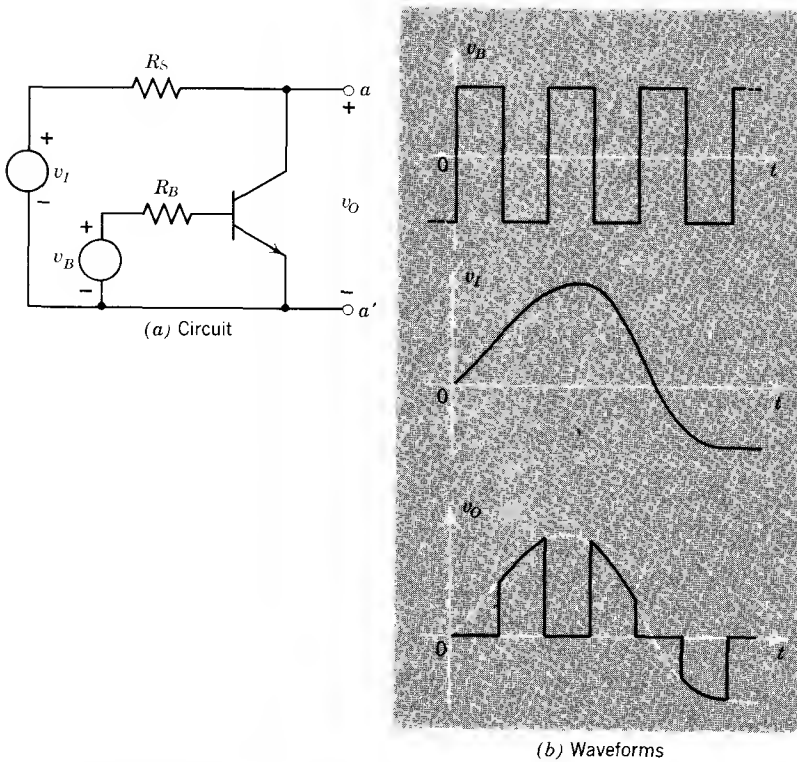 R_S
a
+
+
v_I
−
R_B
+
v_B
−
v_O
−
a'
(a) Circuit
v_B
0
t
v_I
0
t
v_O
0
t
(b) Waveforms